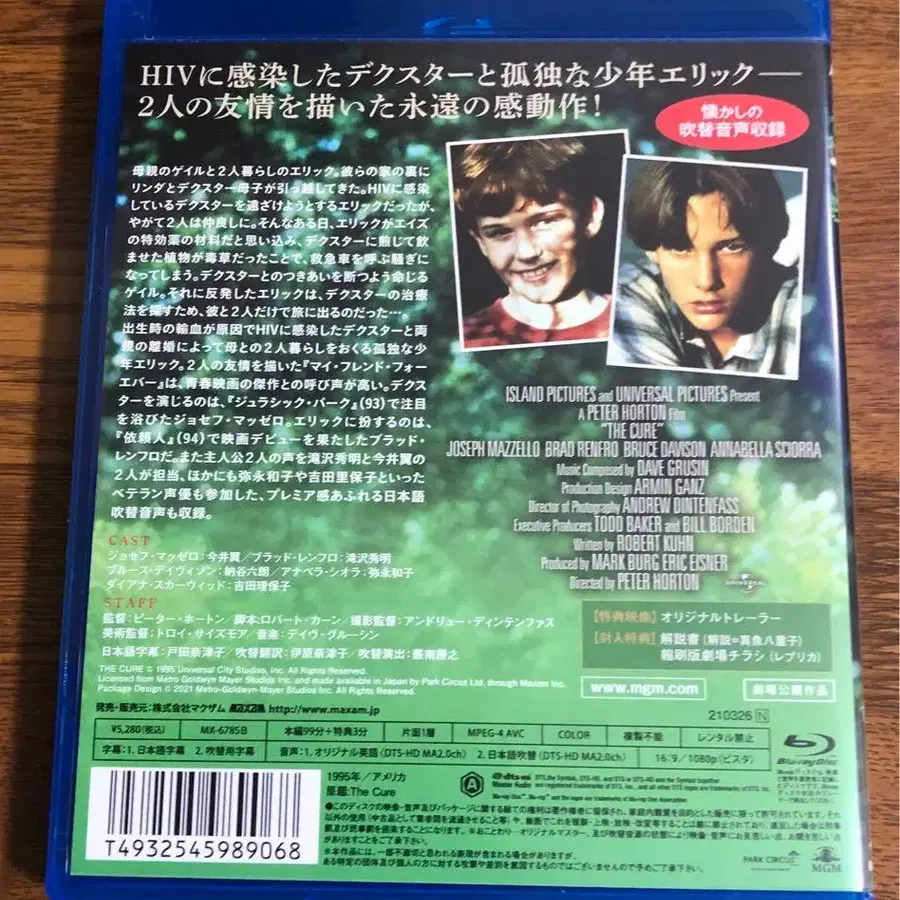 HIVに感染したデクスターと孤独な少年エリック──
2人の友情を描いた永遠の感動作!
懐かしの
吹替音声収録
母親のゲイルと2人暮らしのエリック。彼らの家の裏に
リンダとデクスター母子が引っ越してきた。HIVに感染
しているデクスターを遠ざけようとするエリックだったが、
やがて2人は仲良しに。そんなある日、エリックがエイズ
の特効薬の材料だと思い込み、デクスターに煎じて飲
ませた植物が毒草だったことで、救急車を呼ぶ騒ぎに
なってしまう。デクスターとのつきあいを断つよう命じる
ゲイル。それに反発したエリックは、デクスターの治療
法を探すため、彼と2人だけで旅に出るのだった…。
出生時の輸血が原因でHIVに感染したデクスターと両
親の離婚によって母との2人暮らしをおくる孤独な少
年エリック。2人の友情を描いた『マイ・フレンド・フォー
エバー』は、青春映画の傑作との呼び声が高い。デクス
ターを演じるのは、『ジュラシック・パーク』(93)で注目
を浴びたジョセフ・マッゼロ。エリックに扮するのは、
『依頼人』(94)で映画デビューを果たしたブラッド・
レンフロだ。また主人公2人の声を滝沢秀明と今井翼の
2人が担当、ほかにも弥永和子や吉田理保子といった
ベテラン声優も参加した、プレミア感あふれる日本語
吹替音声も収録。
CAST
ジョセフ・マッゼロ:今井翼/ブラッド・レンフロ:滝沢秀明
ブルース・デイヴィソン:納谷六朗/アナベラ・シオラ:弥永和子
ダイアナ・スカーウィッド:吉田理保子
STAFF
監督:ピーター・ホートン/脚本:ロバート・カーン/撮影監督:アンドリュー・ディンテンファス
美術監督:トロイ・サイズモア/音楽:デイヴ・グルーシン
日本語字幕:戸田奈津子/吹替翻訳:伊原奈津子/吹替演出:蕨南勝之
ISLAND PICTURES and UNIVERSAL PICTURES Present
A PETER HORTON Film
"THE CURE"
JOSEPH MAZZELLO BRAD RENFRO BRUCE DAVISON ANNABELLA SCIORRA
Music Composed by DAVE GRUSIN
Production Design ARMIN GANZ
Director of Photography ANDREW DINTENFASS
Executive Producers TODD BAKER and BILL BORDEN
Written by ROBERT KUHN
Produced by MARK BURG ERIC EISNER
Directed by PETER HORTON
UNIVERSAL
【特典映像】オリジナルトレーラー
【封入特典】解説書(解説=真魚八重子)
縮刷版劇場チラシ(レプリカ)
THE CURE © 1995 Universal City Studios, Inc. All Rights Reserved.
Licensed from Metro-Goldwyn-Mayer Studios Inc. and made available in Japan by Park Circus Ltd. through Maxam Inc.
Package Design © 2021 Metro-Goldwyn-Mayer Studios Inc. All Rights Reserved.
www.mgm.com
劇場公開作品
発売・販売元:株式会社マクザム maxam http://www.maxam.jp
210326 N
¥5,280(税込) MX-6785B 本編99分+特典3分 片面1層 MPEG-4 AVC COLOR 複製不能 レンタル禁止
字幕:1. 日本語字幕 2. 吹替用字幕 音声:1. オリジナル英語(DTS-HD MA2.0ch) 2. 日本語吹替(DTS-HD MA2.0ch) 16:9/1080p(ビスタ)
Blu-ray Disc
1995年/アメリカ
原題:The Cure
dts-HD
Master Audio
T4932545989068
PARK CIRCUS
MGM